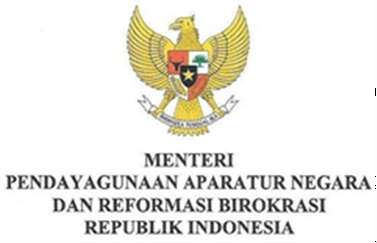 MENTERI
PENDAYAGUNAAN APARATUR NEGARA
DAN REFORMASI BIROKRASI
REPUBLIK INDONESIA